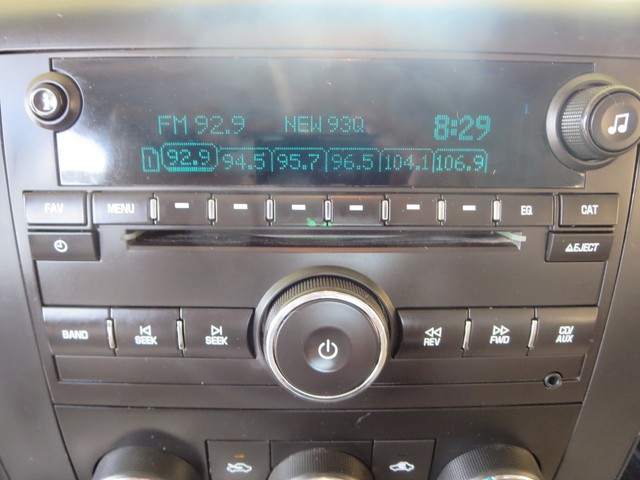 FM 92.9 NEW 93Q 8:29
1 92.9 94.5 95.7 96.5 104.1 106.9
FAV MENU EQ CAT
EJECT
BAND SEEK SEEK REV FWD CD/
AUX